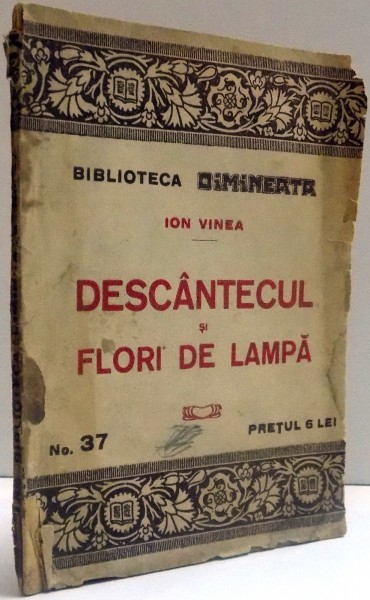 BIBLIOTECA DIMINEAȚA
ION VINEA
DESCÂNTECUL
ȘI
FLORI DE LAMPĂ
No. 37
PREȚUL 6 LEI